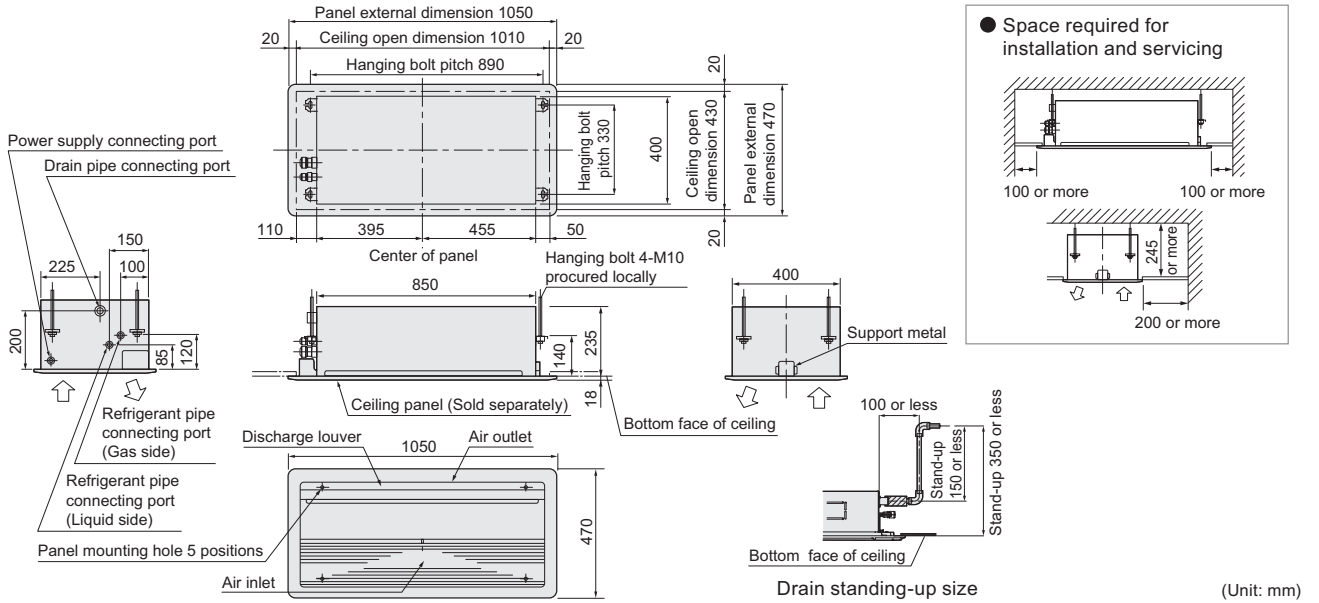 Panel external dimension 1050
20
Ceiling open dimension 1010
20
Hanging bolt pitch 890
20
Hanging bolt
pitch 330
400
Ceiling open
dimension 430
Panel external
dimension 470
20
110
395
455
50
Center of panel
Power supply connecting port
Drain pipe connecting port
150
225
100
200
85
120
Refrigerant pipe
connecting port
(Gas side)
Refrigerant pipe
connecting port
(Liquid side)
850
Hanging bolt 4-M10
procured locally
140
235
18
Ceiling panel (Sold separately)
Bottom face of ceiling
400
Support metal
Discharge louver
Air outlet
1050
470
Panel mounting hole 5 positions
Air inlet
100 or less
Stand-up
150 or less
Stand-up 350 or less
Bottom face of ceiling
Drain standing-up size
● Space required for
installation and servicing
100 or more
100 or more
245
or more
200 or more
(Unit: mm)